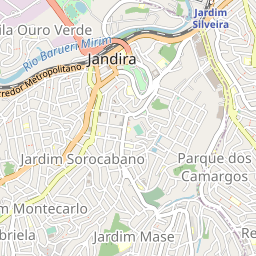 Jardim
Silveira
ila Ouro Verde
Rio Barueri Mirim
Jandira
rredor Metropolitano
Jardim Sorocabano
Parque dos
Camargos
m Montecarlo
briela
Jardim Mase
Re